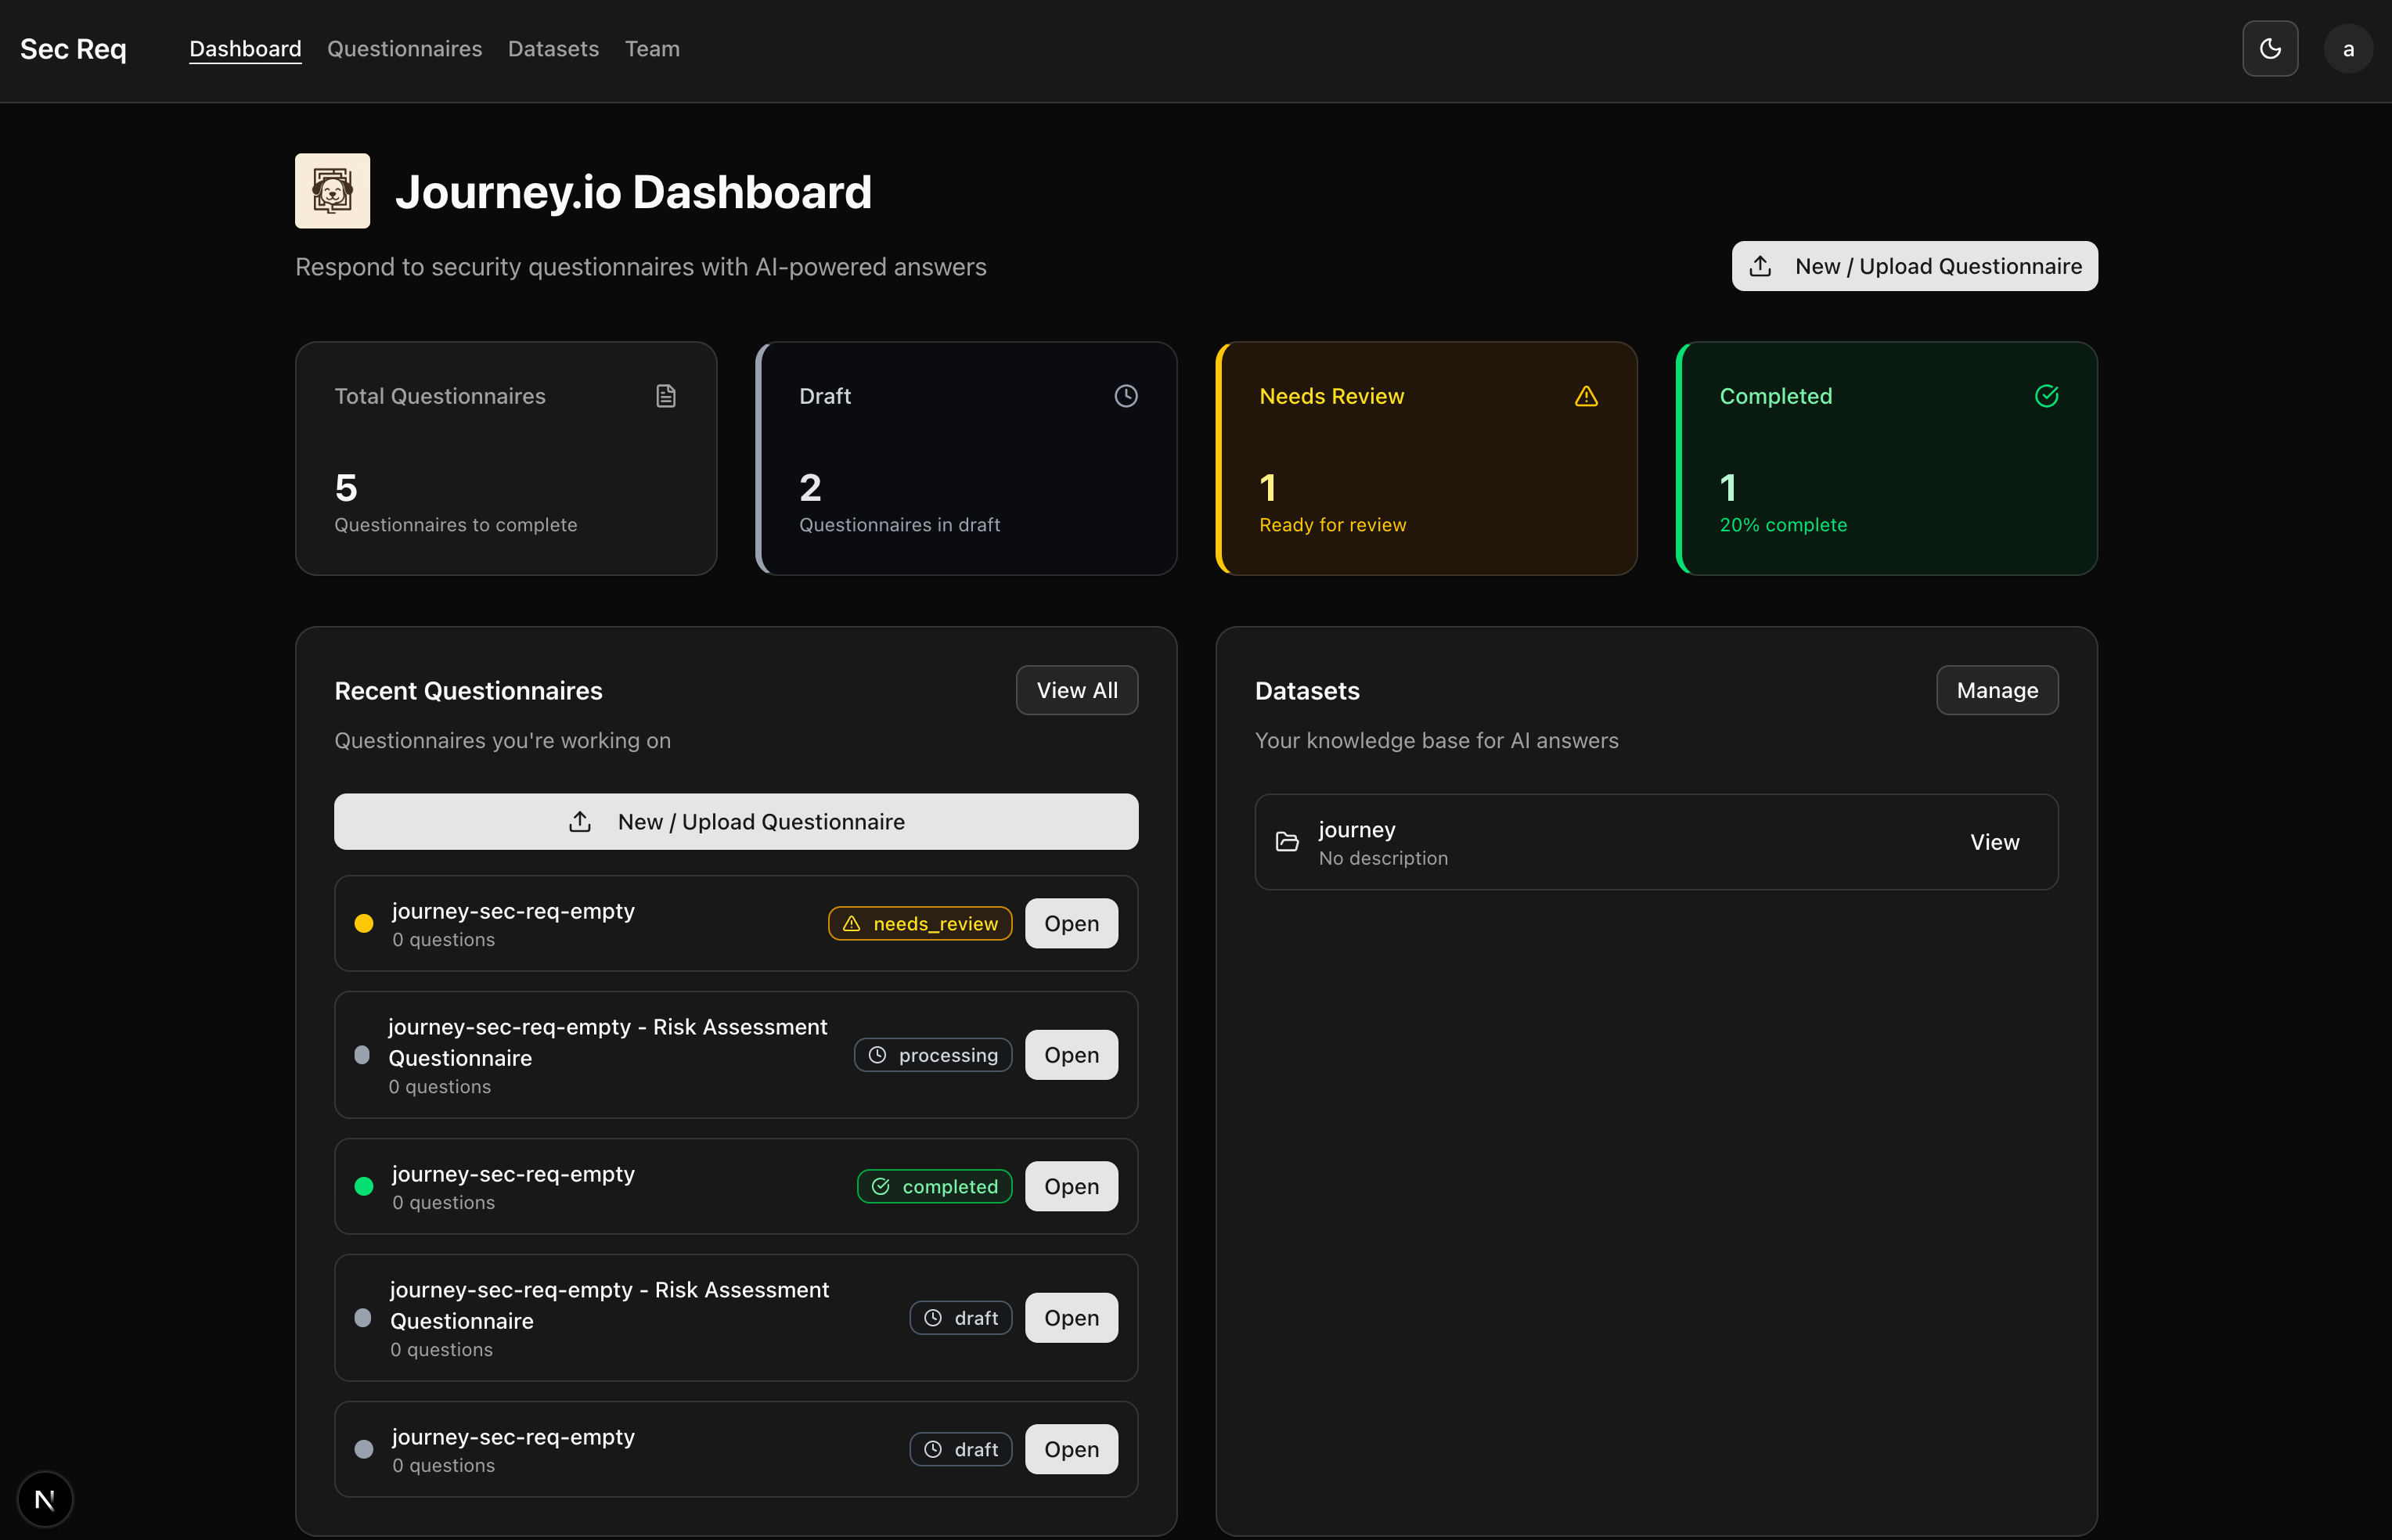 Sec Req
Dashboard
Questionnaires
Datasets
Team
a
Journey.io Dashboard
Respond to security questionnaires with AI-powered answers
New / Upload Questionnaire
Total Questionnaires
5
Questionnaires to complete
Draft
2
Questionnaires in draft
Needs Review
1
Ready for review
Completed
1
20% complete
Recent Questionnaires
View All
Questionnaires you're working on
New / Upload Questionnaire
journey-sec-req-empty
0 questions
needs_review
Open
journey-sec-req-empty - Risk Assessment
Questionnaire
0 questions
processing
Open
journey-sec-req-empty
0 questions
completed
Open
journey-sec-req-empty - Risk Assessment
Questionnaire
0 questions
draft
Open
journey-sec-req-empty
0 questions
draft
Open
Datasets
Manage
Your knowledge base for AI answers
journey
No description
View
N